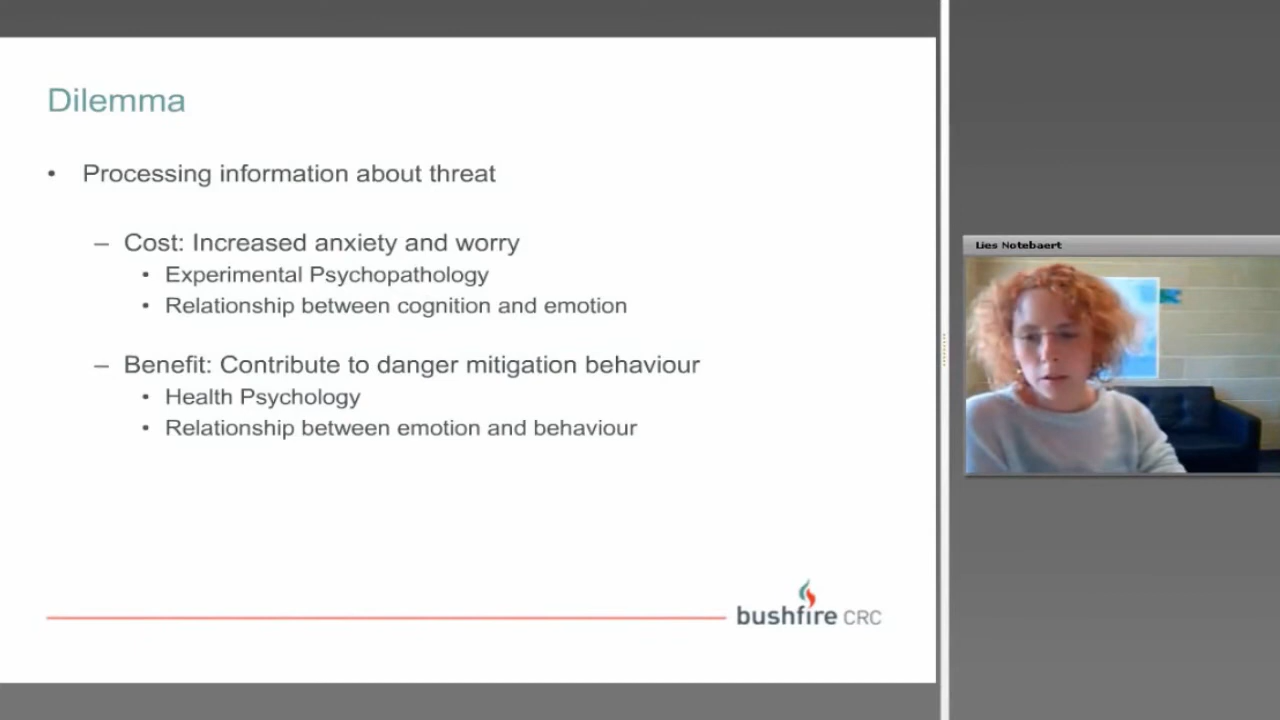 Dilemma
• Processing information about threat
– Cost: Increased anxiety and worry
• Experimental Psychopathology
• Relationship between cognition and emotion
– Benefit: Contribute to danger mitigation behaviour
• Health Psychology
• Relationship between emotion and behaviour
bushfire CRC
Lies Notebaert